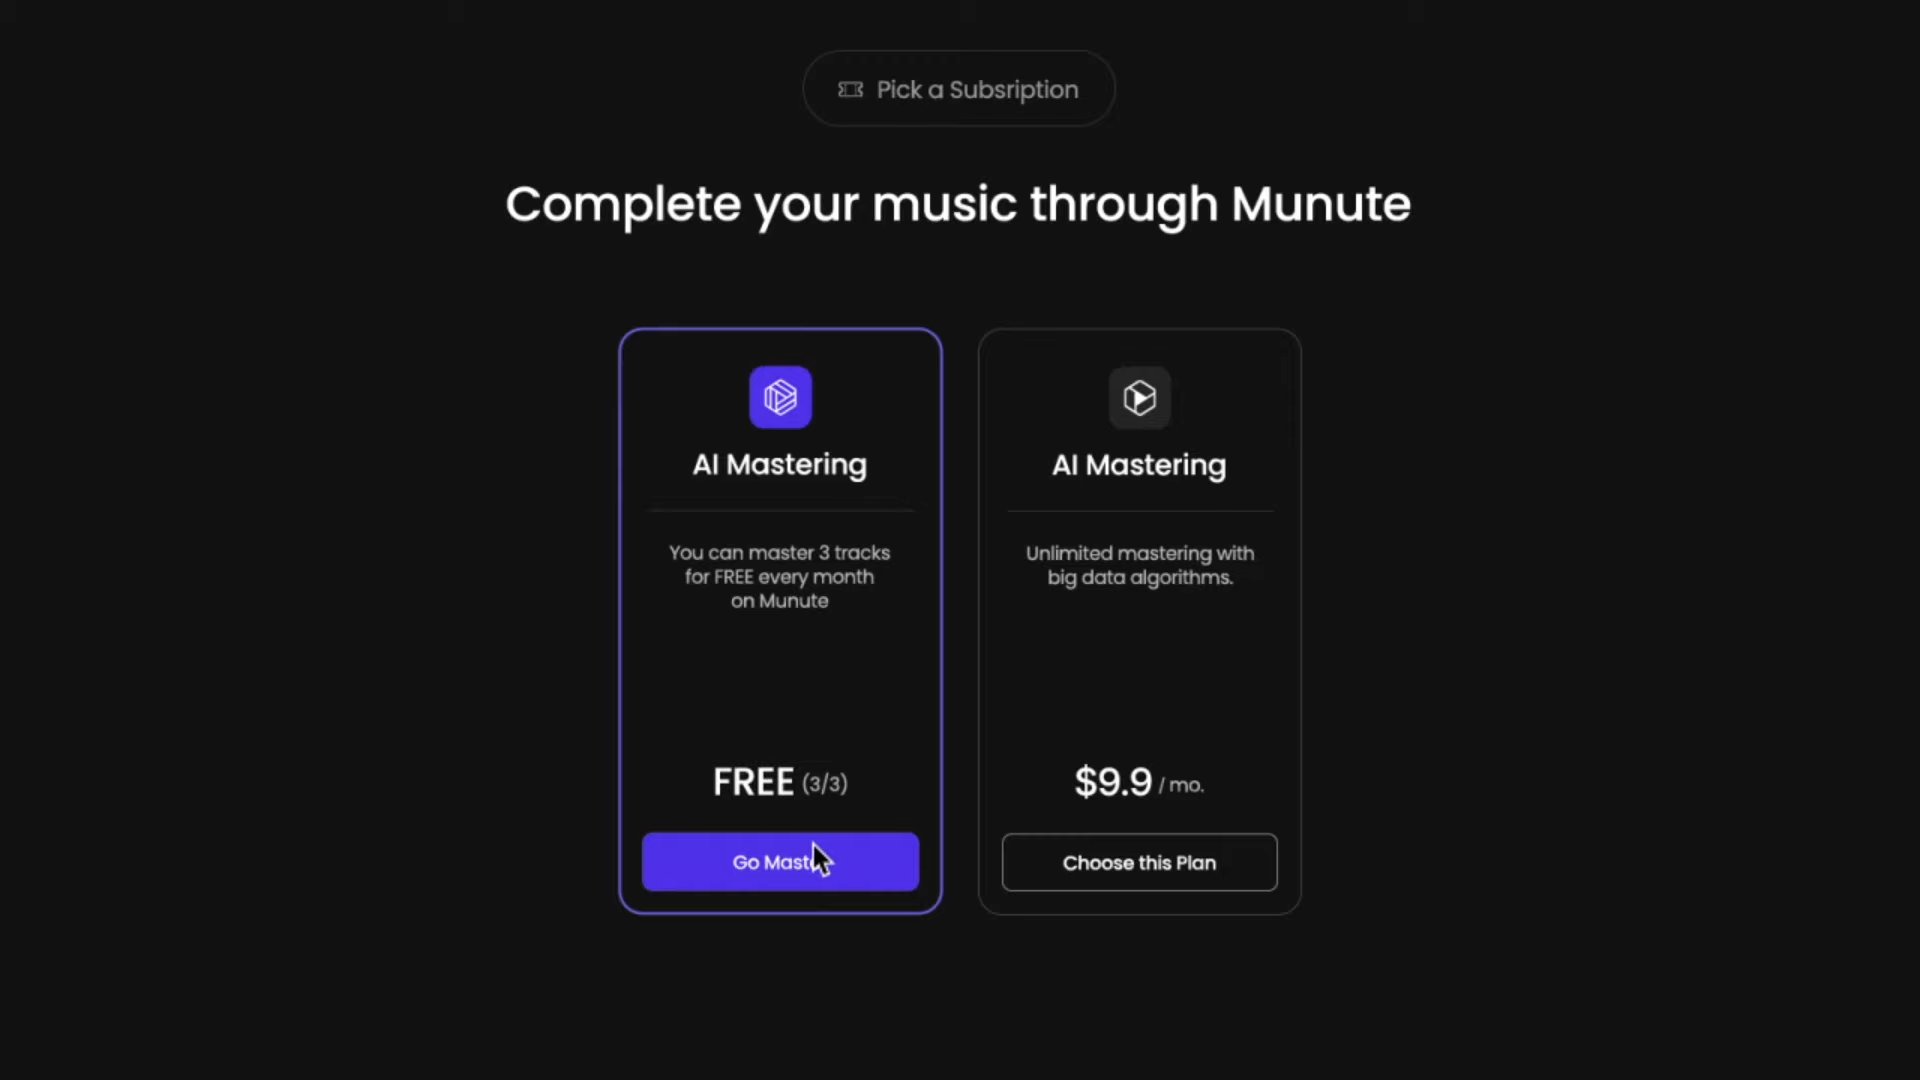 Pick a Subsription
Complete your music through Munute
AI Mastering
You can master 3 tracks
for FREE every month
on Munute
FREE (3/3)
Go
AI Mastering
Unlimited mastering with
big data algorithms.
$9.9 / mo.
Choose this Plan